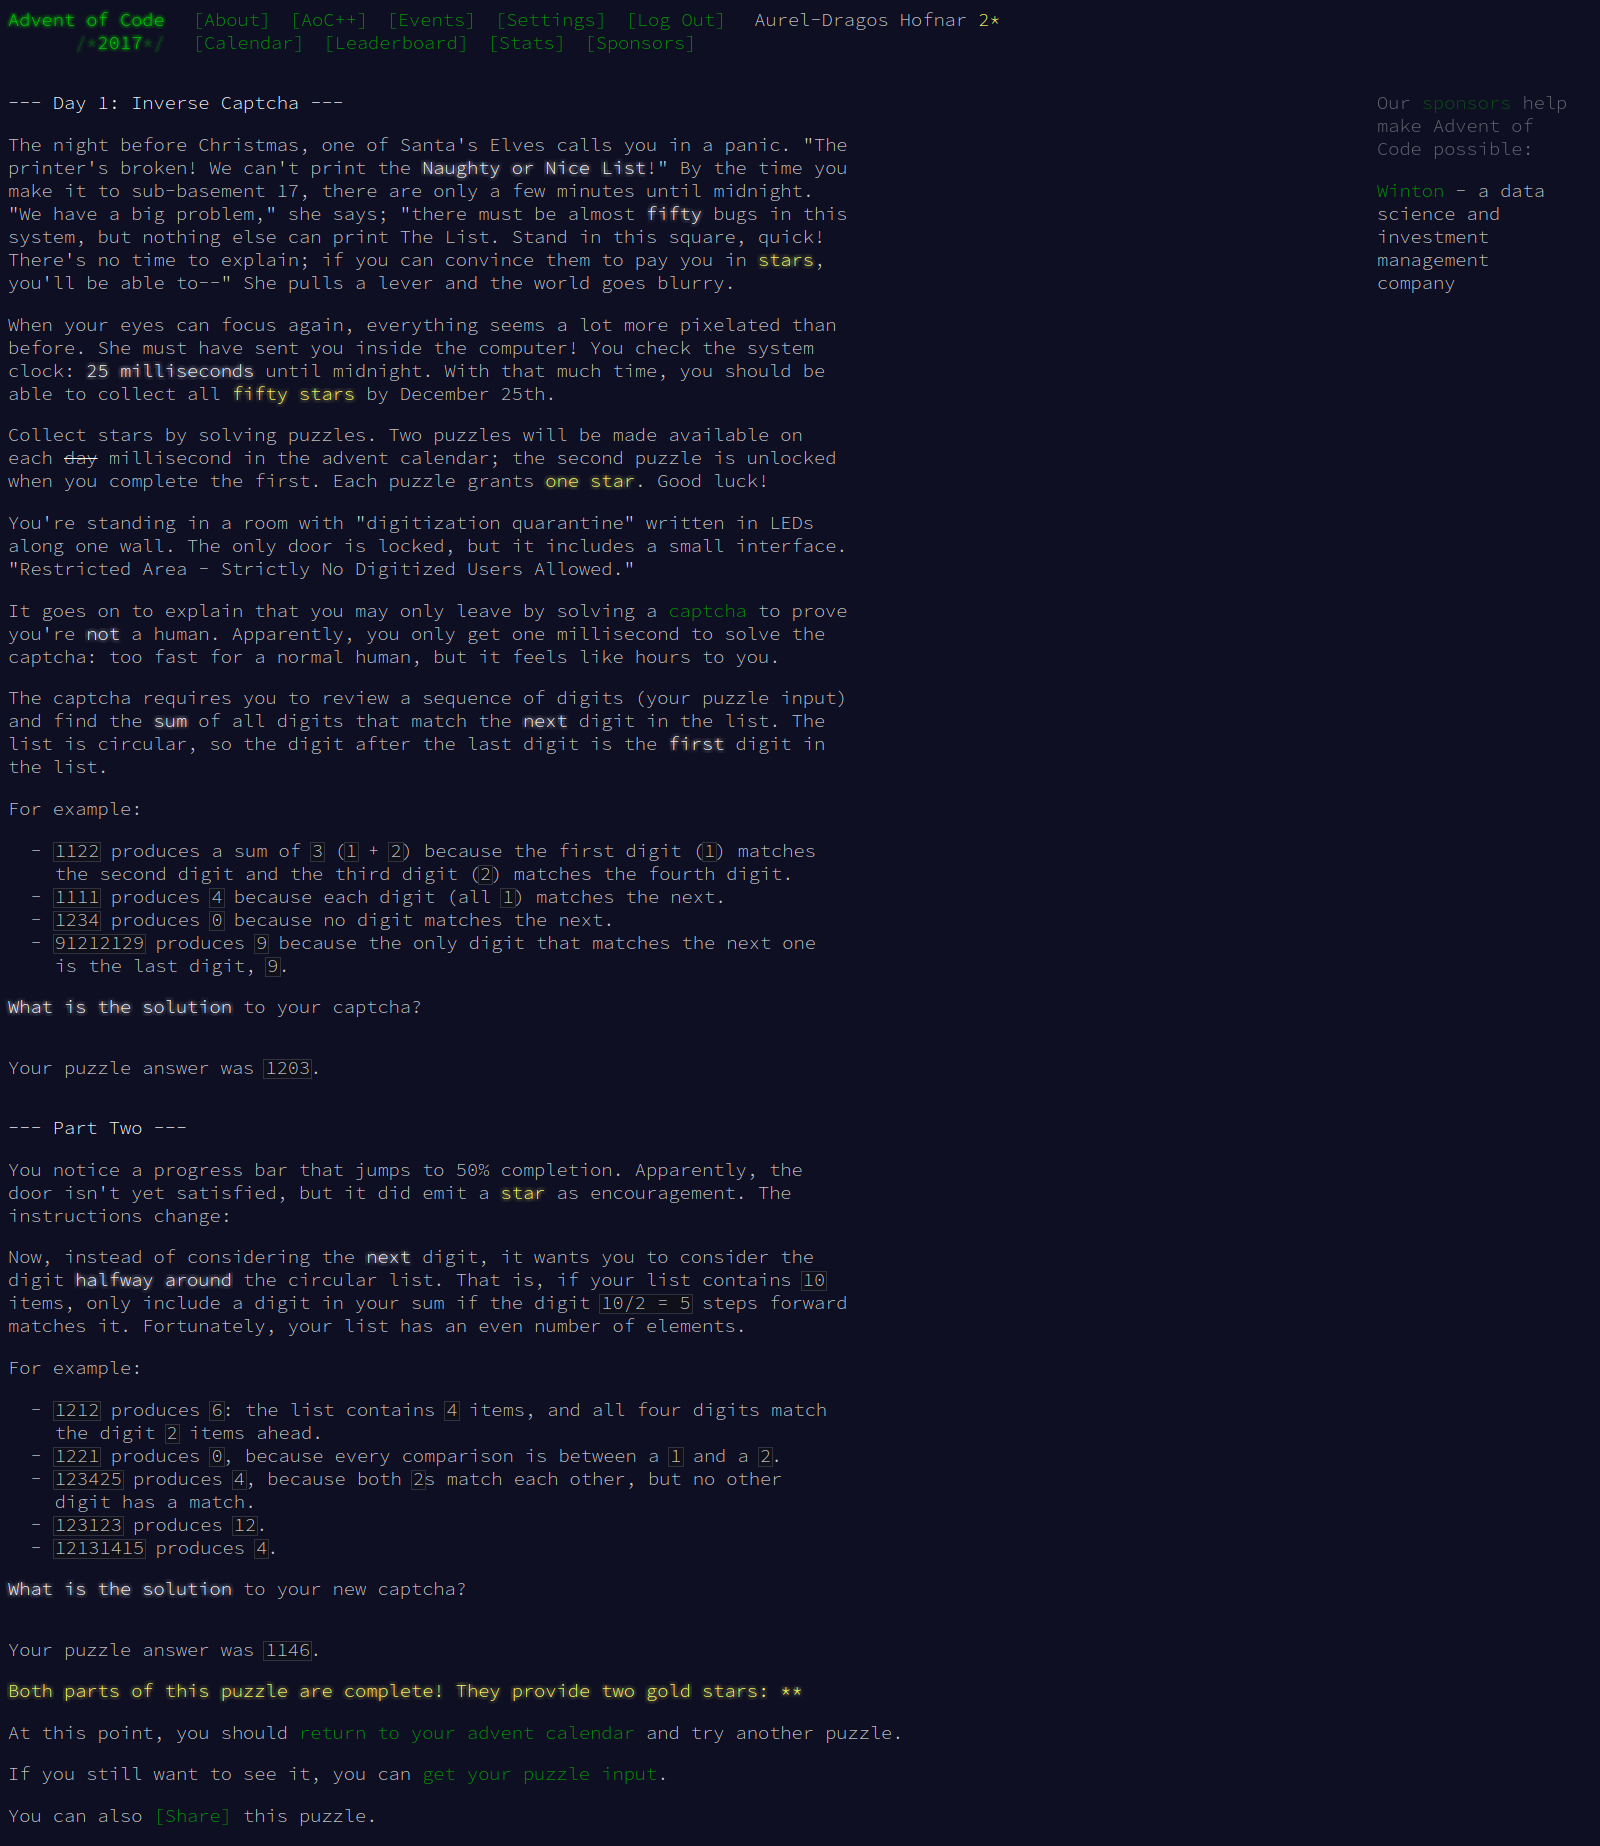 Advent of Code [About] [AoC++] [Events] [Settings] [Log Out] Aurel-Dragos Hofnar 2*
/*2017*/ [Calendar] [Leaderboard] [Stats] [Sponsors]
--- Day 1: Inverse Captcha ---
The night before Christmas, one of Santa's Elves calls you in a panic. "The
printer's broken! We can't print the Naughty or Nice List!" By the time you
make it to sub-basement 17, there are only a few minutes until midnight.
"We have a big problem," she says; "there must be almost fifty bugs in this
system, but nothing else can print The List. Stand in this square, quick!
There's no time to explain; if you can convince them to pay you in stars,
you'll be able to--" She pulls a lever and the world goes blurry.
When your eyes can focus again, everything seems a lot more pixelated than
before. She must have sent you inside the computer! You check the system
clock: 25 milliseconds until midnight. With that much time, you should be
able to collect all fifty stars by December 25th.
Collect stars by solving puzzles. Two puzzles will be made available on
each day millisecond in the advent calendar; the second puzzle is unlocked
when you complete the first. Each puzzle grants one star. Good luck!
You're standing in a room with "digitization quarantine" written in LEDs
along one wall. The only door is locked, but it includes a small interface.
"Restricted Area - Strictly No Digitized Users Allowed."
It goes on to explain that you may only leave by solving a captcha to prove
you're not a human. Apparently, you only get one millisecond to solve the
captcha: too fast for a normal human, but it feels like hours to you.
The captcha requires you to review a sequence of digits (your puzzle input)
and find the sum of all digits that match the next digit in the list. The
list is circular, so the digit after the last digit is the first digit in
the list.
For example:
- 1122 produces a sum of 3 (1 + 2) because the first digit (1) matches
the second digit and the third digit (2) matches the fourth digit.
- 1111 produces 4 because each digit (all 1) matches the next.
- 1234 produces 0 because no digit matches the next.
- 91212129 produces 9 because the only digit that matches the next one
is the last digit, 9.
What is the solution to your captcha?
Your puzzle answer was 1203.
--- Part Two ---
You notice a progress bar that jumps to 50% completion. Apparently, the
door isn't yet satisfied, but it did emit a star as encouragement. The
instructions change:
Now, instead of considering the next digit, it wants you to consider the
digit halfway around the circular list. That is, if your list contains 10
items, only include a digit in your sum if the digit 10/2 = 5 steps forward
matches it. Fortunately, your list has an even number of elements.
For example:
- 1212 produces 6: the list contains 4 items, and all four digits match
the digit 2 items ahead.
- 1221 produces 0, because every comparison is between a 1 and a 2.
- 123425 produces 4, because both 2s match each other, but no other
digit has a match.
- 123123 produces 12.
- 12131415 produces 4.
What is the solution to your new captcha?
Your puzzle answer was 1146.
Both parts of this puzzle are complete! They provide two gold stars: **
At this point, you should return to your advent calendar and try another puzzle.
If you still want to see it, you can get your puzzle input.
You can also [Share] this puzzle.
Our sponsors help
make Advent of
Code possible:
Winton - a data
science and
investment
management
company